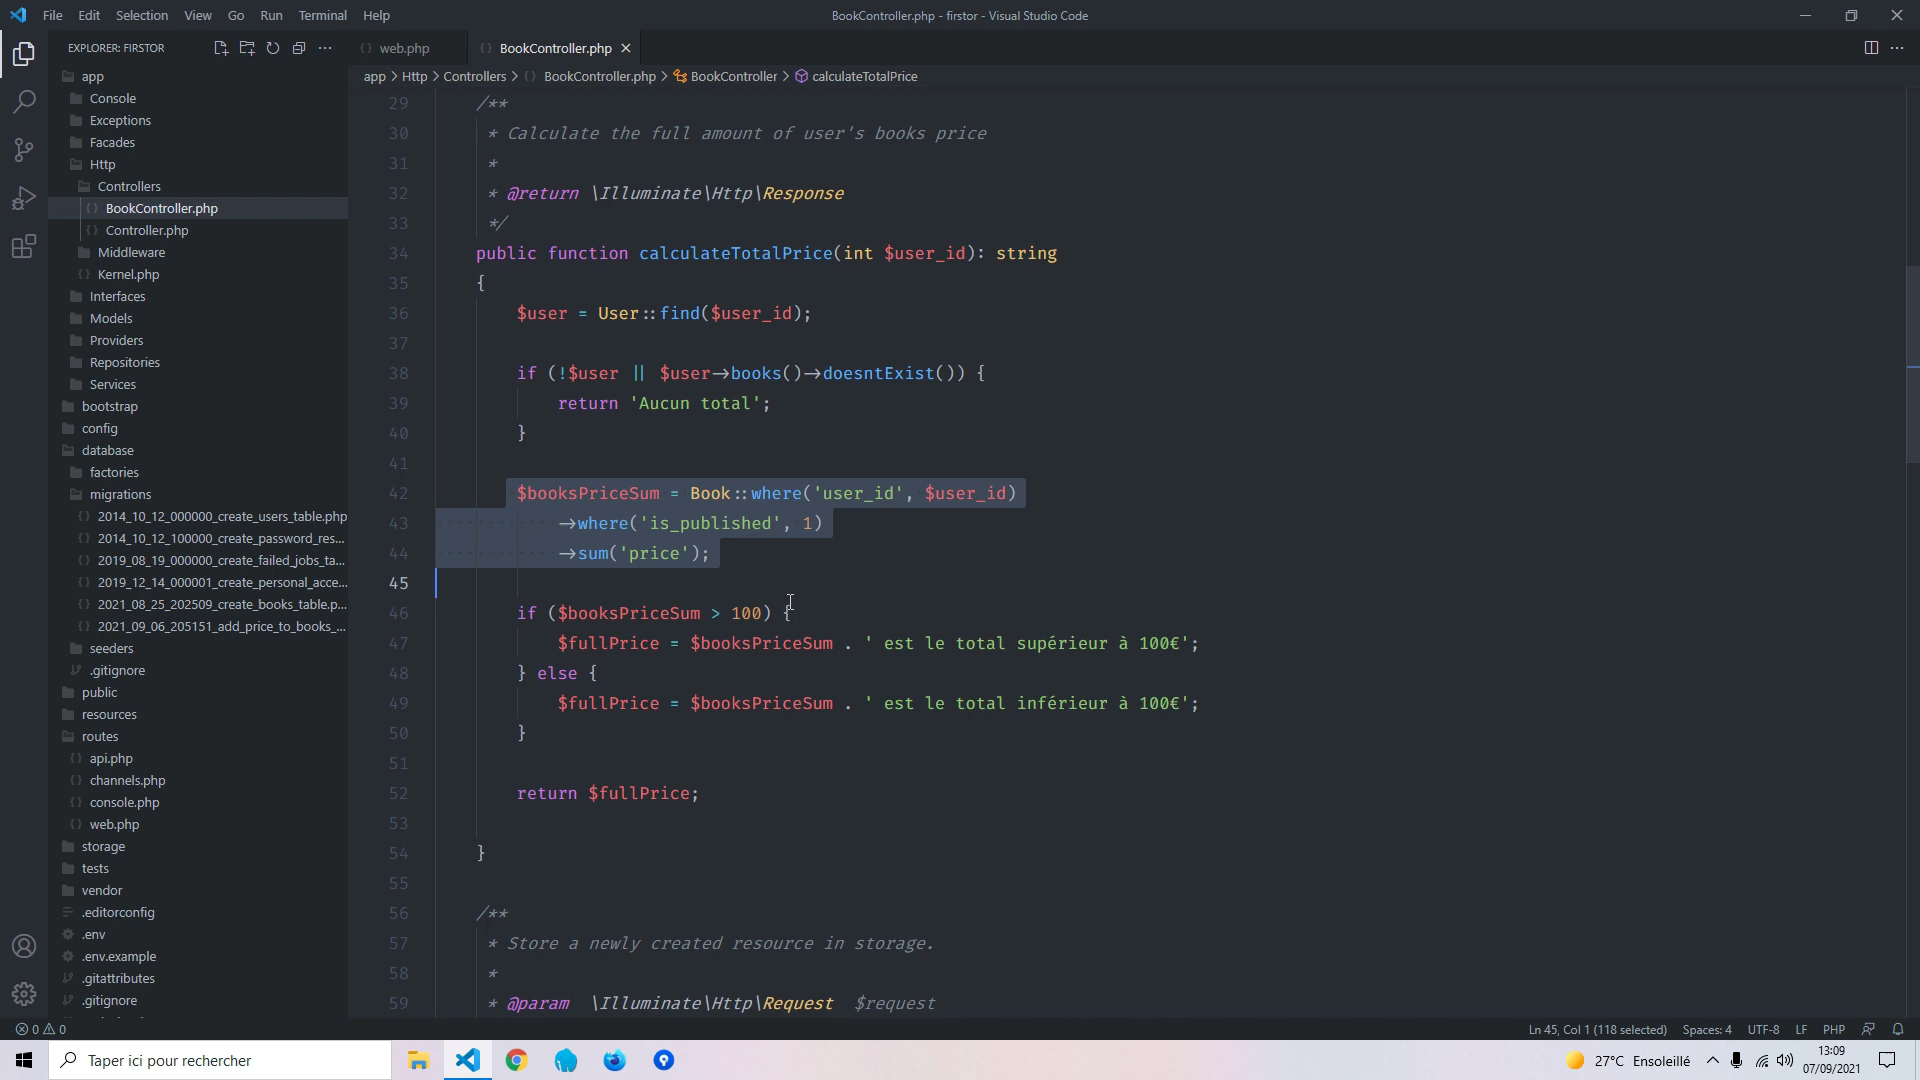 File Edit Selection View Go Run Terminal Help
BookController.php - firstor - Visual Studio Code
EXPLORER: FIRSTOR
app
Console
Exceptions
Facades
Http
Controllers
BookController.php
Controller.php
Middleware
Kernel.php
Interfaces
Models
Providers
Repositories
Services
bootstrap
config
database
factories
migrations
2014_10_12_000000_create_users_table.php
2014_10_12_100000_create_password_res...
2019_08_19_000000_create_failed_jobs_ta...
2019_12_14_000001_create_personal_acce...
2021_08_25_202509_create_books_table.p...
2021_09_06_205151_add_price_to_books_...
seeders
.gitignore
public
resources
routes
api.php
channels.php
console.php
web.php
storage
tests
vendor
.editorconfig
.env
.env.example
.gitattributes
.gitignore
web.php BookController.php
app > Http > Controllers > BookController.php > BookController > calculateTotalPrice
29 /**
30 * Calculate the full amount of user's books price
31 *
32 * @return \Illuminate\Http\Response
33 */
34 public function calculateTotalPrice(int $user_id): string
35 {
36 $user = User::find($user_id);
37
38 if (!$user || $user->books()->doesntExist()) {
39 return 'Aucun total';
40 }
41
42 $booksPriceSum = Book::where('user_id', $user_id)
43 ->where('is_published', 1)
44 ->sum('price');
45
46 if ($booksPriceSum > 100) {
47 $fullPrice = $booksPriceSum . ' est le total supérieur à 100€';
48 } else {
49 $fullPrice = $booksPriceSum . ' est le total inférieur à 100€';
50 }
51
52 return $fullPrice;
53
54 }
55
56 /**
57 * Store a newly created resource in storage.
58 *
59 * @param \Illuminate\Http\Request $request
0 0
Ln 45, Col 1 (118 selected) Spaces: 4 UTF-8 LF PHP
Taper ici pour rechercher
27°C Ensoleillé
13:09
07/09/2021